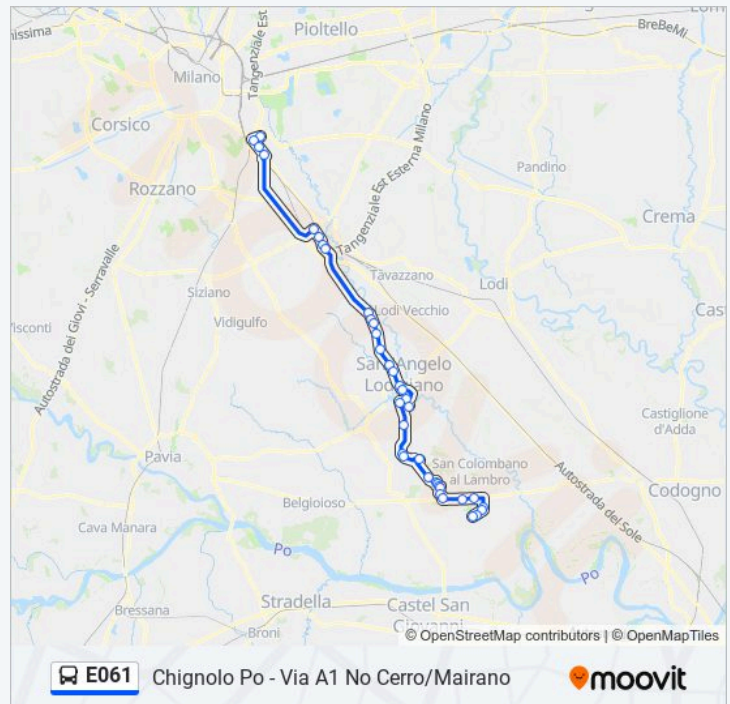 nissima
Pioltello
Lom
BreBeMi
Tangenziale Est
Milano
Corsico
Tangenziale Est Esterna Milano
Pandino
Rozzano
Crema
Autostrada dei Giovi - Serravalle
Siziano
Tavazzano
Lodi
Visconti
Vidigulfo
Lodi Vecchio
Cast
Sant'Angelo
Lodigiano
Castiglione
d'Adda
Pavia
San Colombano
al Lambro
Autostrada del Sole
Codogno
Belgioioso
Cava Manara
Po
Po
Bressana
Stradella
Castel San
Giovanni
Broni
© OpenStreetMap contributors | © OpenMapTiles
E061 Chignolo Po - Via A1 No Cerro/Mairano
moovit